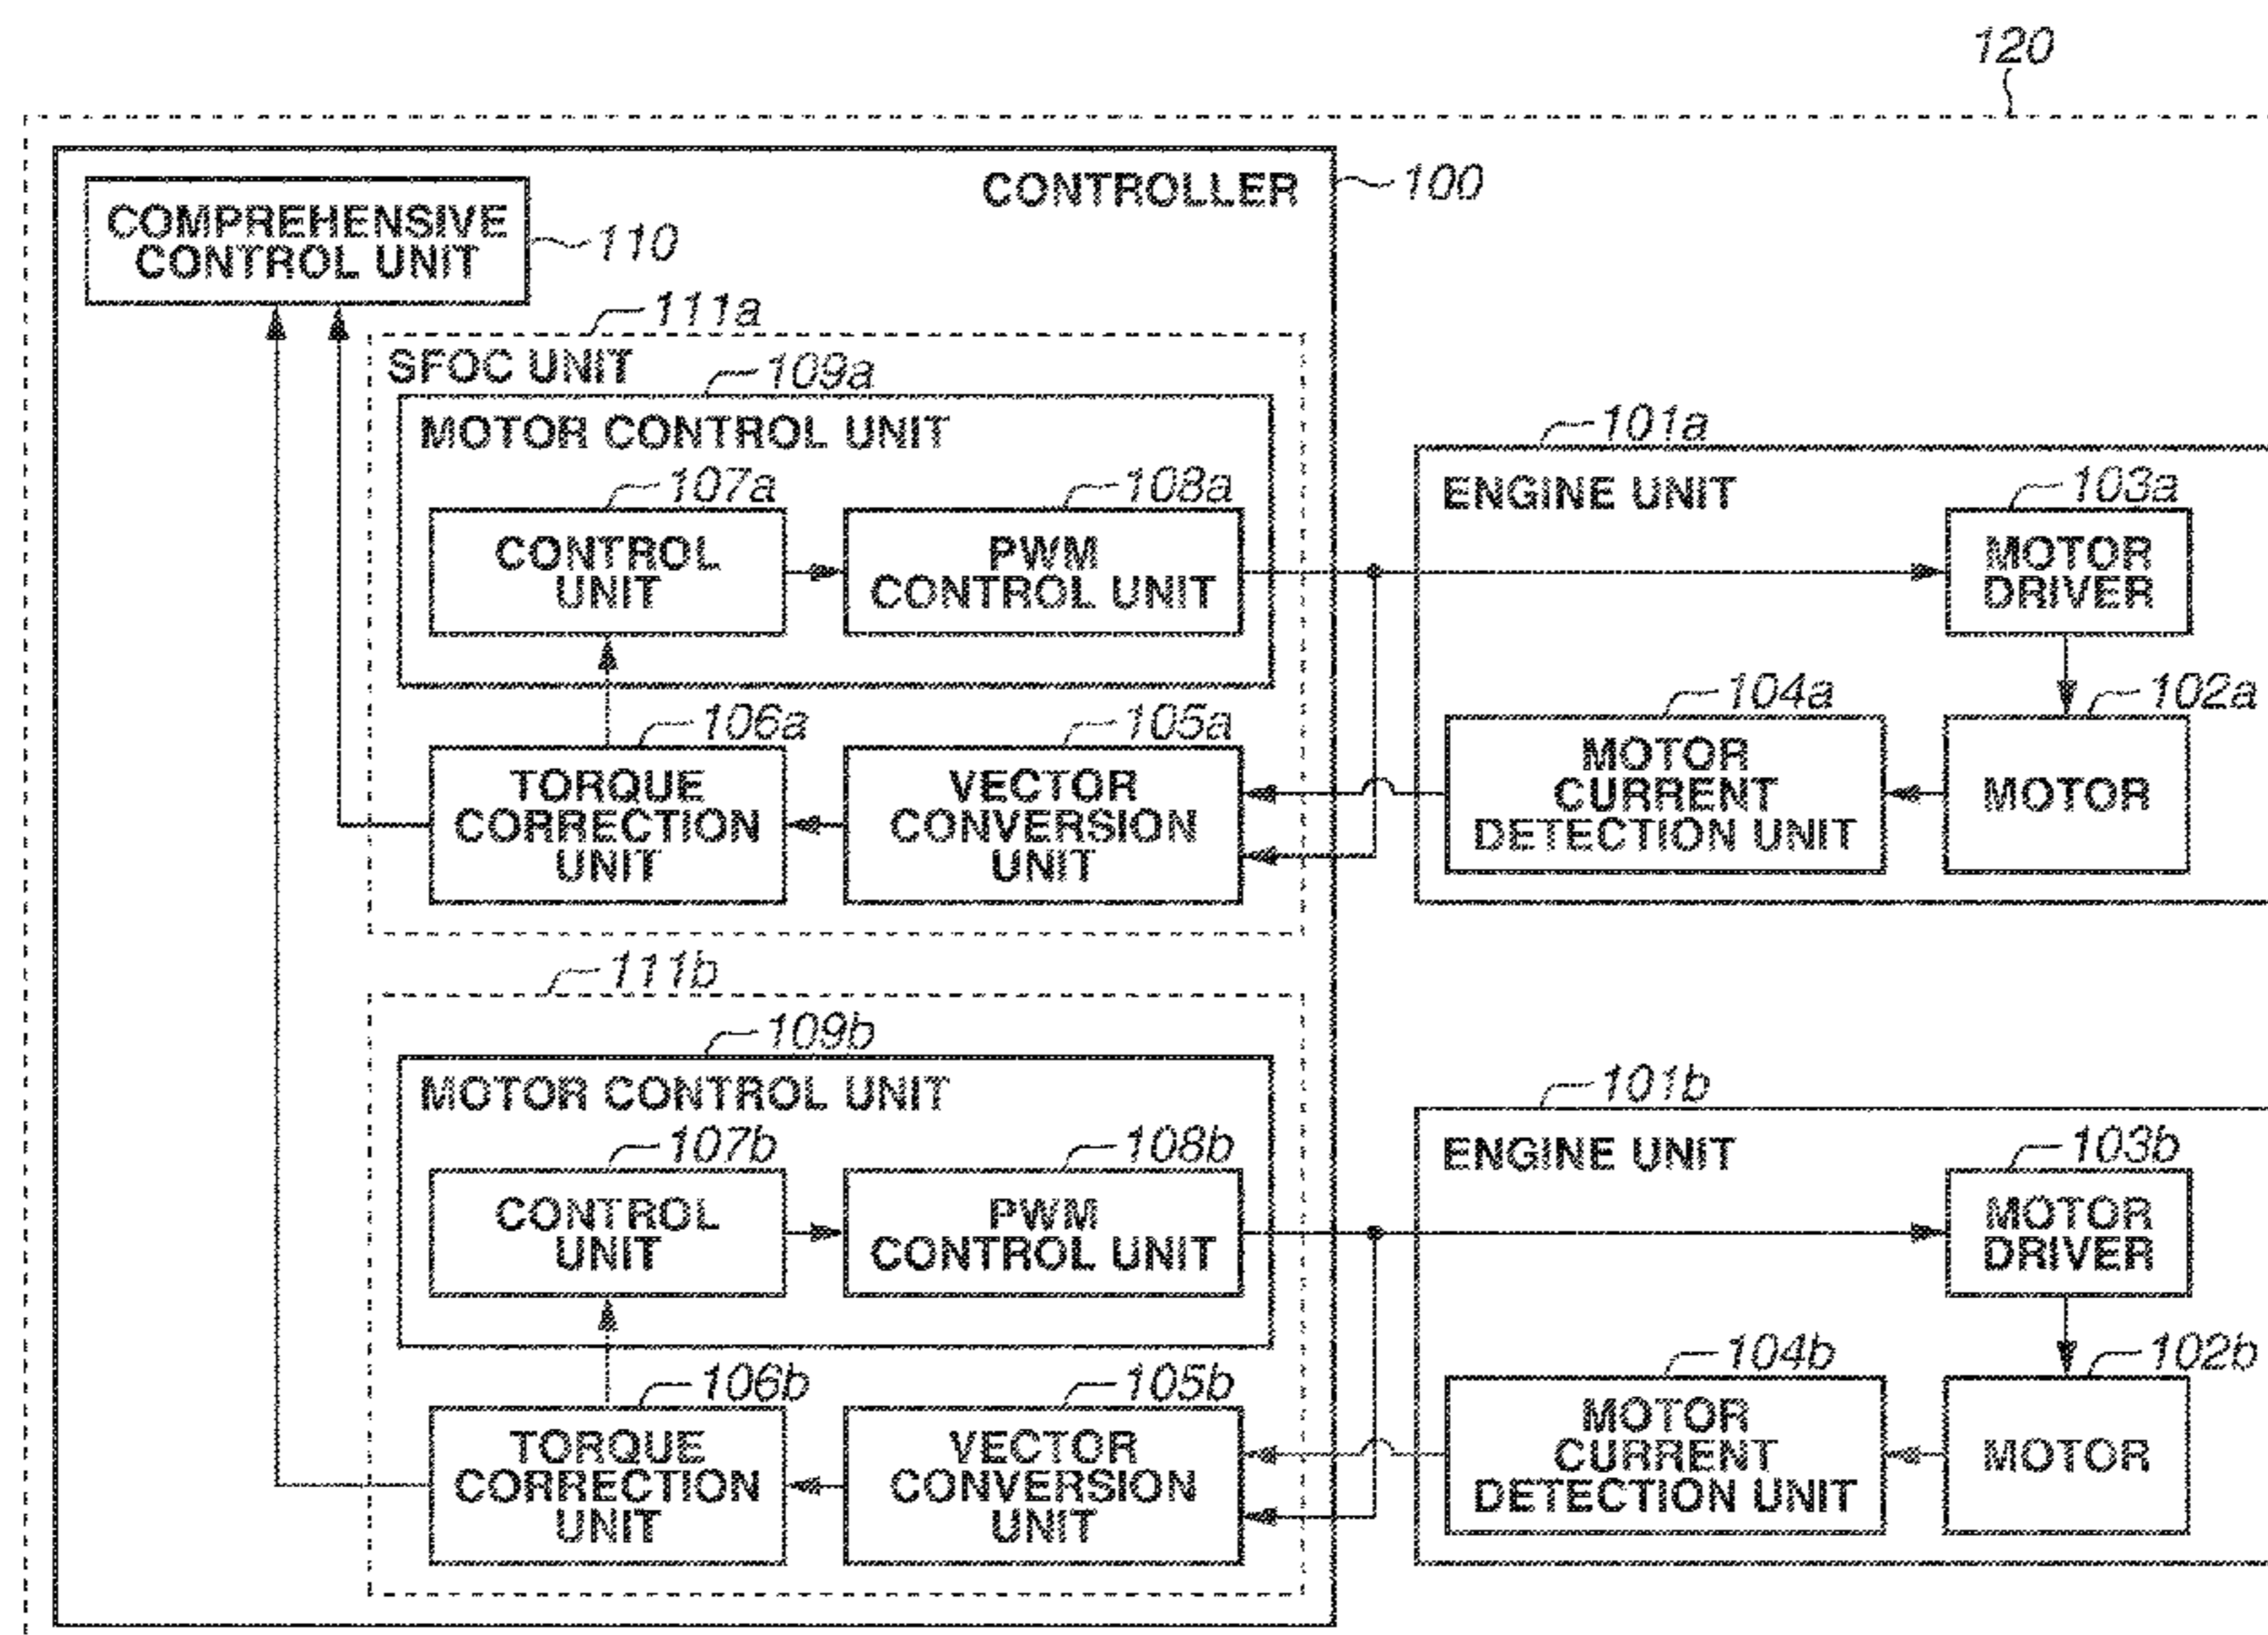 120
CONTROLLER
100
COMPREHENSIVE
CONTROL UNIT
110
111a
SFOC UNIT
109a
MOTOR CONTROL UNIT
107a
108a
CONTROL
UNIT
PWM
CONTROL UNIT
101a
ENGINE UNIT
103a
MOTOR
DRIVER
106a
105a
104a
102a
TORQUE
CORRECTION
UNIT
VECTOR
CONVERSION
UNIT
MOTOR
CURRENT
DETECTION UNIT
MOTOR
111b
109b
MOTOR CONTROL UNIT
107b
108b
CONTROL
UNIT
PWM
CONTROL UNIT
101b
ENGINE UNIT
103b
MOTOR
DRIVER
106b
105b
104b
102b
TORQUE
CORRECTION
UNIT
VECTOR
CONVERSION
UNIT
MOTOR
CURRENT
DETECTION UNIT
MOTOR